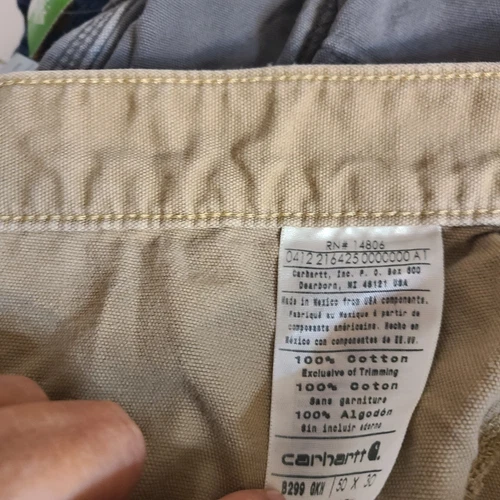 RN# 14806
0412 216425 0000000 A1
Carhartt, Inc. P. O. Box 600
Dearborn, MI 48121 USA
Made in Mexico from USA components.
Fabriqué au Mexique à partir de
composants américains. Hecho en
México con componentes de EE.UU.
100% Cotton
Exclusive of Trimming
100% Coton
Sans garniture
100% Algodón
Sin incluir adorno
carhartt
B299 GKH 50 X 30